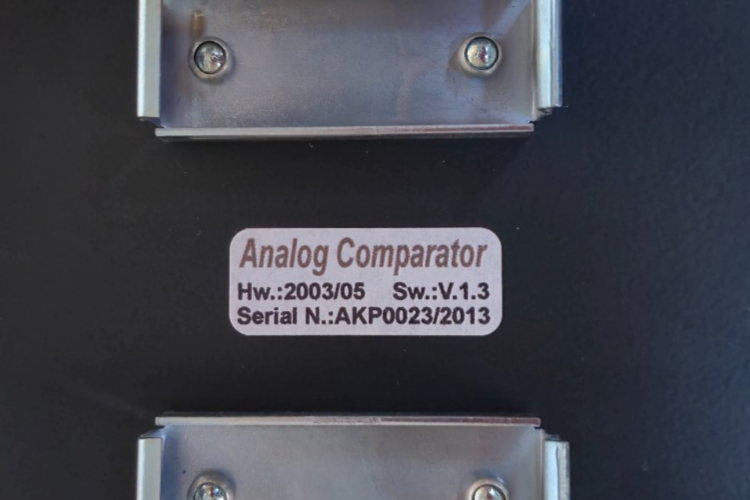 Analog Comparator
Hw.:2003/05 Sw.:V.1.3
Serial N.:AKP0023/2013